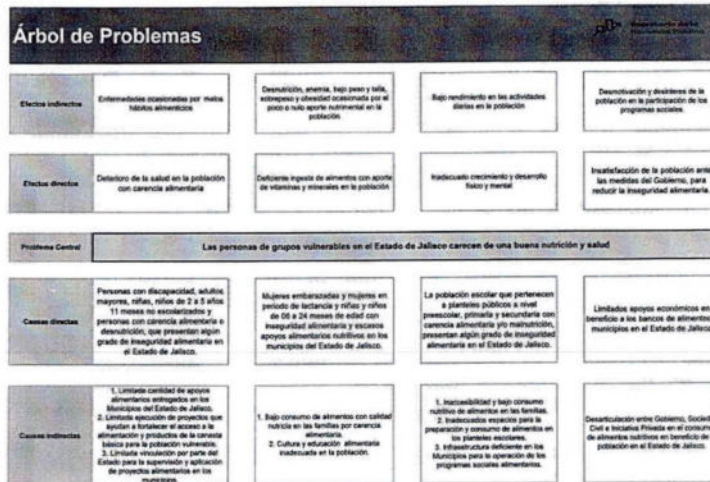 Árbol de Problemas
Efectos indirectos
Enfermedades ocasionadas por malos
hábitos alimenticios
Desnutrición, anemia, bajo peso y talla,
sobrepeso y obesidad ocasionada por el
poco o nulo aporte nutrimental en la
población
Bajo rendimiento en las actividades
diarias en la población
Desmotivación y desinterés de la
población en la participación de los
programas sociales.
Efectos directos
Deterioro de la salud en la población
con carencia alimentaria
Deficiente ingesta de alimentos con aporte
de vitaminas y minerales en la población
Inadecuado crecimiento y desarrollo
físico y mental
Insatisfacción de la población ante
las medidas del Gobierno, para
reducir la inseguridad alimentaria.
Problema Central
Las personas de grupos vulnerables en el Estado de Jalisco carecen de una buena nutrición y salud
Causas directas
Personas con discapacidad, adultos
mayores, niñas, niños de 2 a 5 años
11 meses no escolarizados y
personas con carencia alimentaria o
desnutrición, que presentan algún
grado de inseguridad alimentaria en
el Estado de Jalisco.
Mujeres embarazadas y mujeres en
periodo de lactancia y niñas y niños
de 06 a 24 meses de edad con
inseguridad alimentaria y escasos
apoyos alimentarios nutritivos en los
municipios del Estado de Jalisco.
La población escolar que pertenecen
a planteles públicos a nivel
preescolar, primaria y secundaria con
carencia alimentaria y/o malnutrición,
presentan algún grado de inseguridad
alimentaria en el Estado de Jalisco.
Limitados apoyos económicos en
beneficio a los bancos de alimentos
municipios en el Estado de Jalisco
Causas indirectas
1. Limitada cantidad de apoyos
alimentarios entregados en los
Municipios del Estado de Jalisco.
2. Limitada ejecución de proyectos que
ayudan a fortalecer el acceso a la
alimentación y productos de la canasta
básica para la población vulnerable.
3. Limitada vinculación por parte del
Estado para la supervisión y aplicación
de proyectos alimentarios en los
municipios.
1. Bajo consumo de alimentos con calidad
nutricia en las familias por carencia
alimentaria.
2. Cultura y educación alimentaria
inadecuada en la población.
1. Inaccesibilidad y bajo consumo
nutritivo de alimentos en las familias.
2. Inadecuados espacios para la
preparación y consumo de alimentos en
los planteles escolares.
3. Infraestructura deficiente en los
Municipios para la operación de los
programas sociales alimentarios.
Desarticulación entre Gobierno, Socieda
Civil e Iniciativa Privada en el consumo
de alimentos nutritivos en beneficio de la
población en el Estado de Jalisco.